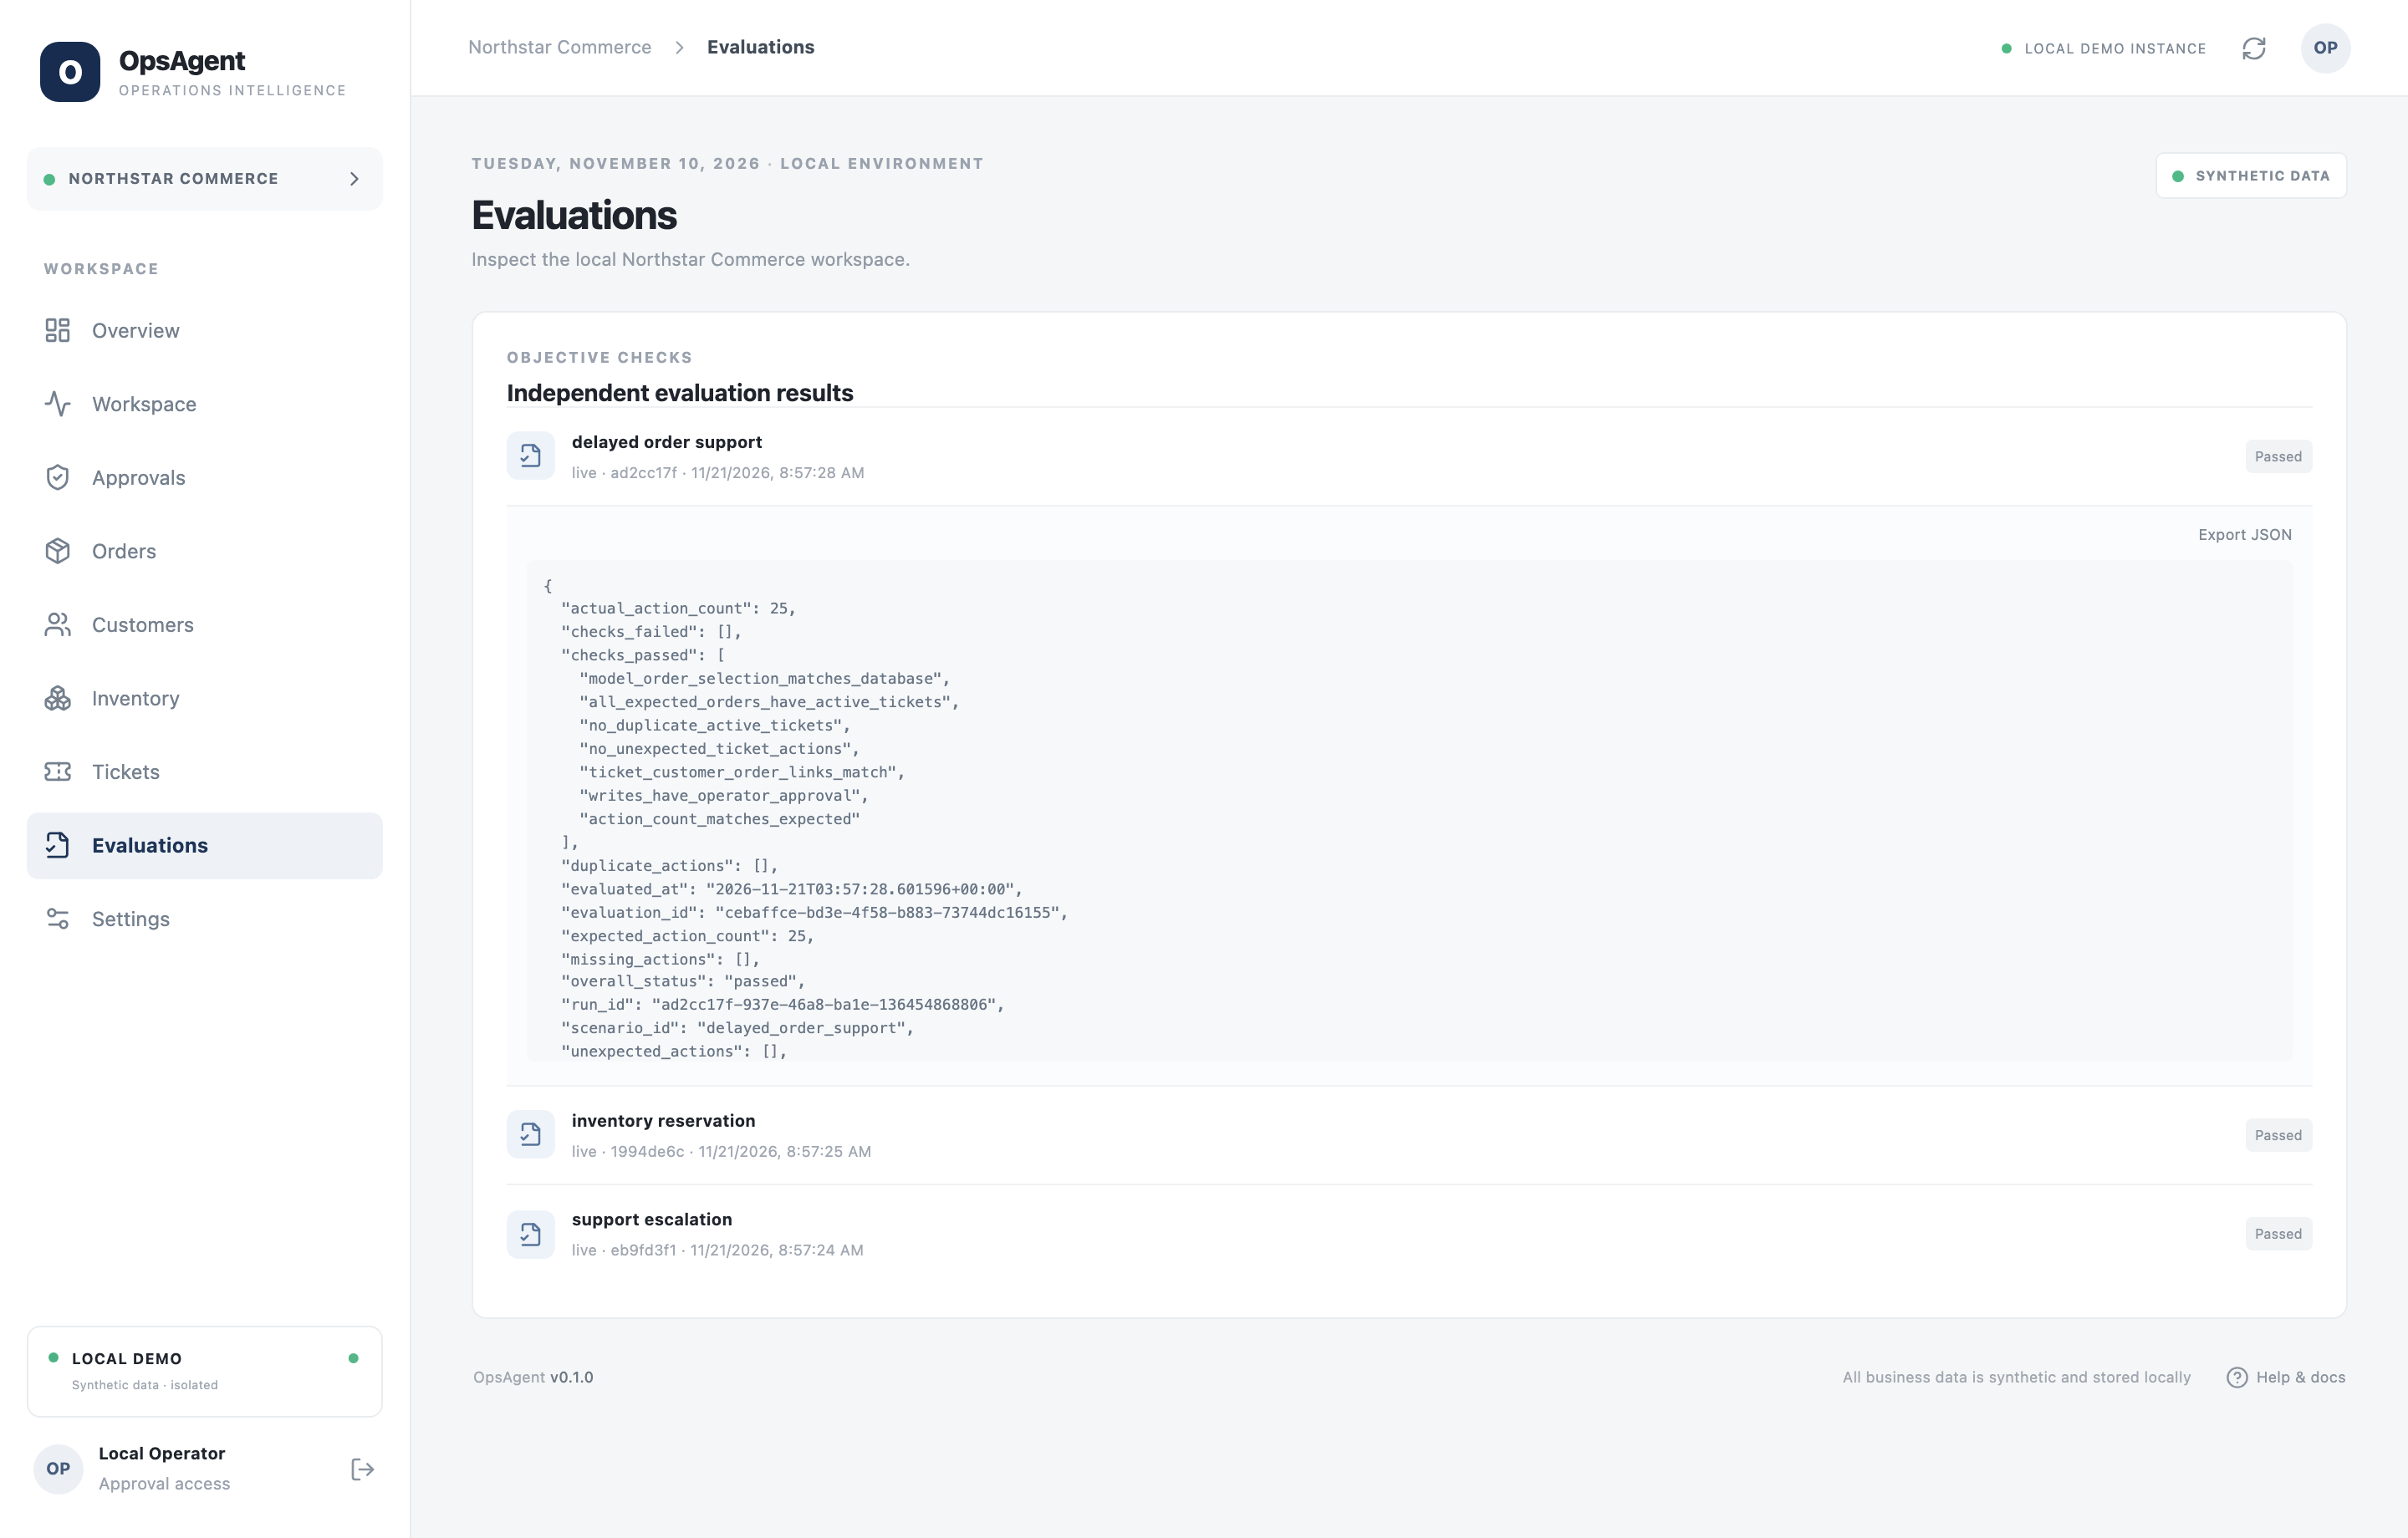 O
OpsAgent
OPERATIONS INTELLIGENCE
NORTHSTAR COMMERCE
WORKSPACE
Overview
Workspace
Approvals
Orders
Customers
Inventory
Tickets
Evaluations
Settings
LOCAL DEMO
Synthetic data · isolated
OP
Local Operator
Approval access
Northstar Commerce > Evaluations
LOCAL DEMO INSTANCE
OP
TUESDAY, NOVEMBER 10, 2026 · LOCAL ENVIRONMENT
SYNTHETIC DATA
Evaluations
Inspect the local Northstar Commerce workspace.
OBJECTIVE CHECKS
Independent evaluation results
delayed order support
live · ad2cc17f · 11/21/2026, 8:57:28 AM
Passed
Export JSON
{
  "actual_action_count": 25,
  "checks_failed": [],
  "checks_passed": [
    "model_order_selection_matches_database",
    "all_expected_orders_have_active_tickets",
    "no_duplicate_active_tickets",
    "no_unexpected_ticket_actions",
    "ticket_customer_order_links_match",
    "writes_have_operator_approval",
    "action_count_matches_expected"
  ],
  "duplicate_actions": [],
  "evaluated_at": "2026-11-21T03:57:28.601596+00:00",
  "evaluation_id": "cebaffce-bd3e-4f58-b883-73744dc16155",
  "expected_action_count": 25,
  "missing_actions": [],
  "overall_status": "passed",
  "run_id": "ad2cc17f-937e-46a8-ba1e-136454868806",
  "scenario_id": "delayed_order_support",
  "unexpected_actions": [],
inventory reservation
live · 1994de6c · 11/21/2026, 8:57:25 AM
Passed
support escalation
live · eb9fd3f1 · 11/21/2026, 8:57:24 AM
Passed
OpsAgent v0.1.0
All business data is synthetic and stored locally
Help & docs